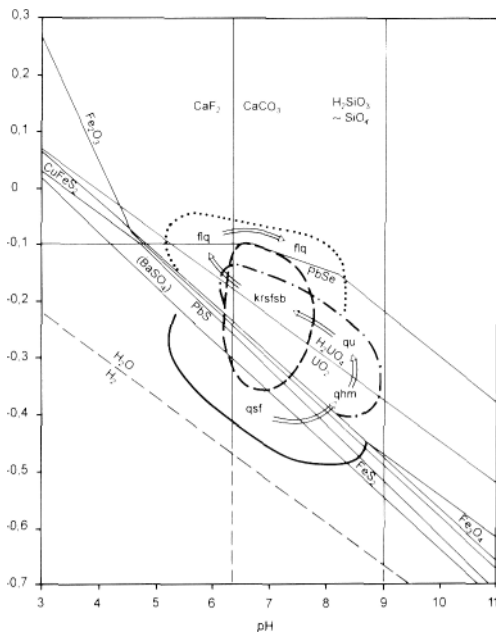 0,3
0,2
0,1
0
-0,1
-0,2
-0,3
-0,4
-0,5
-0,6
-0,7
CaF₂
CaCO₃
H₂SiO₃
~ SiO₄
Fe₂O₃
CuFeS₂
(BaSO₄)
PbS
flq
flq
PbSe
krsfsb
qu
H₂UO₄
UO₂
qhm
qsf
H₂O
H₂
FeS₂
Fe₃O₄
3
4
5
6
7
8
9
10
11
pH